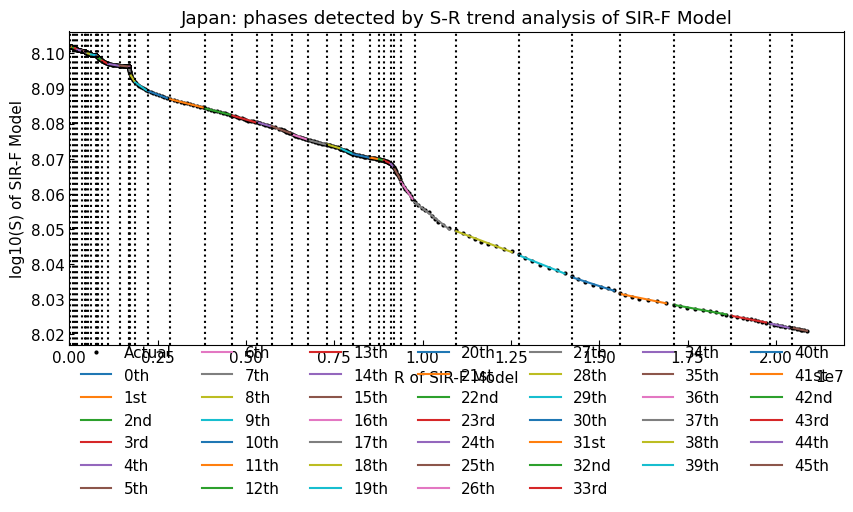 Japan: phases detected by S-R trend analysis of SIR-F Model
log10(S) of SIR-F Model
8.10
8.09
8.08
8.07
8.06
8.05
8.04
8.03
8.02
0.00 0.25 0.50 0.75 1.00 1.25 1.50 1.75 2.00
R of SIR-F Model
1e7
Actual 6th 13th 20th 27th 34th 40th
0th 7th 14th 21st 28th 35th 41st
1st 8th 15th 22nd 29th 36th 42nd
2nd 9th 16th 23rd 30th 37th 43rd
3rd 10th 17th 24th 31st 38th 44th
4th 11th 18th 25th 32nd 39th 45th
5th 12th 19th 26th 33rd